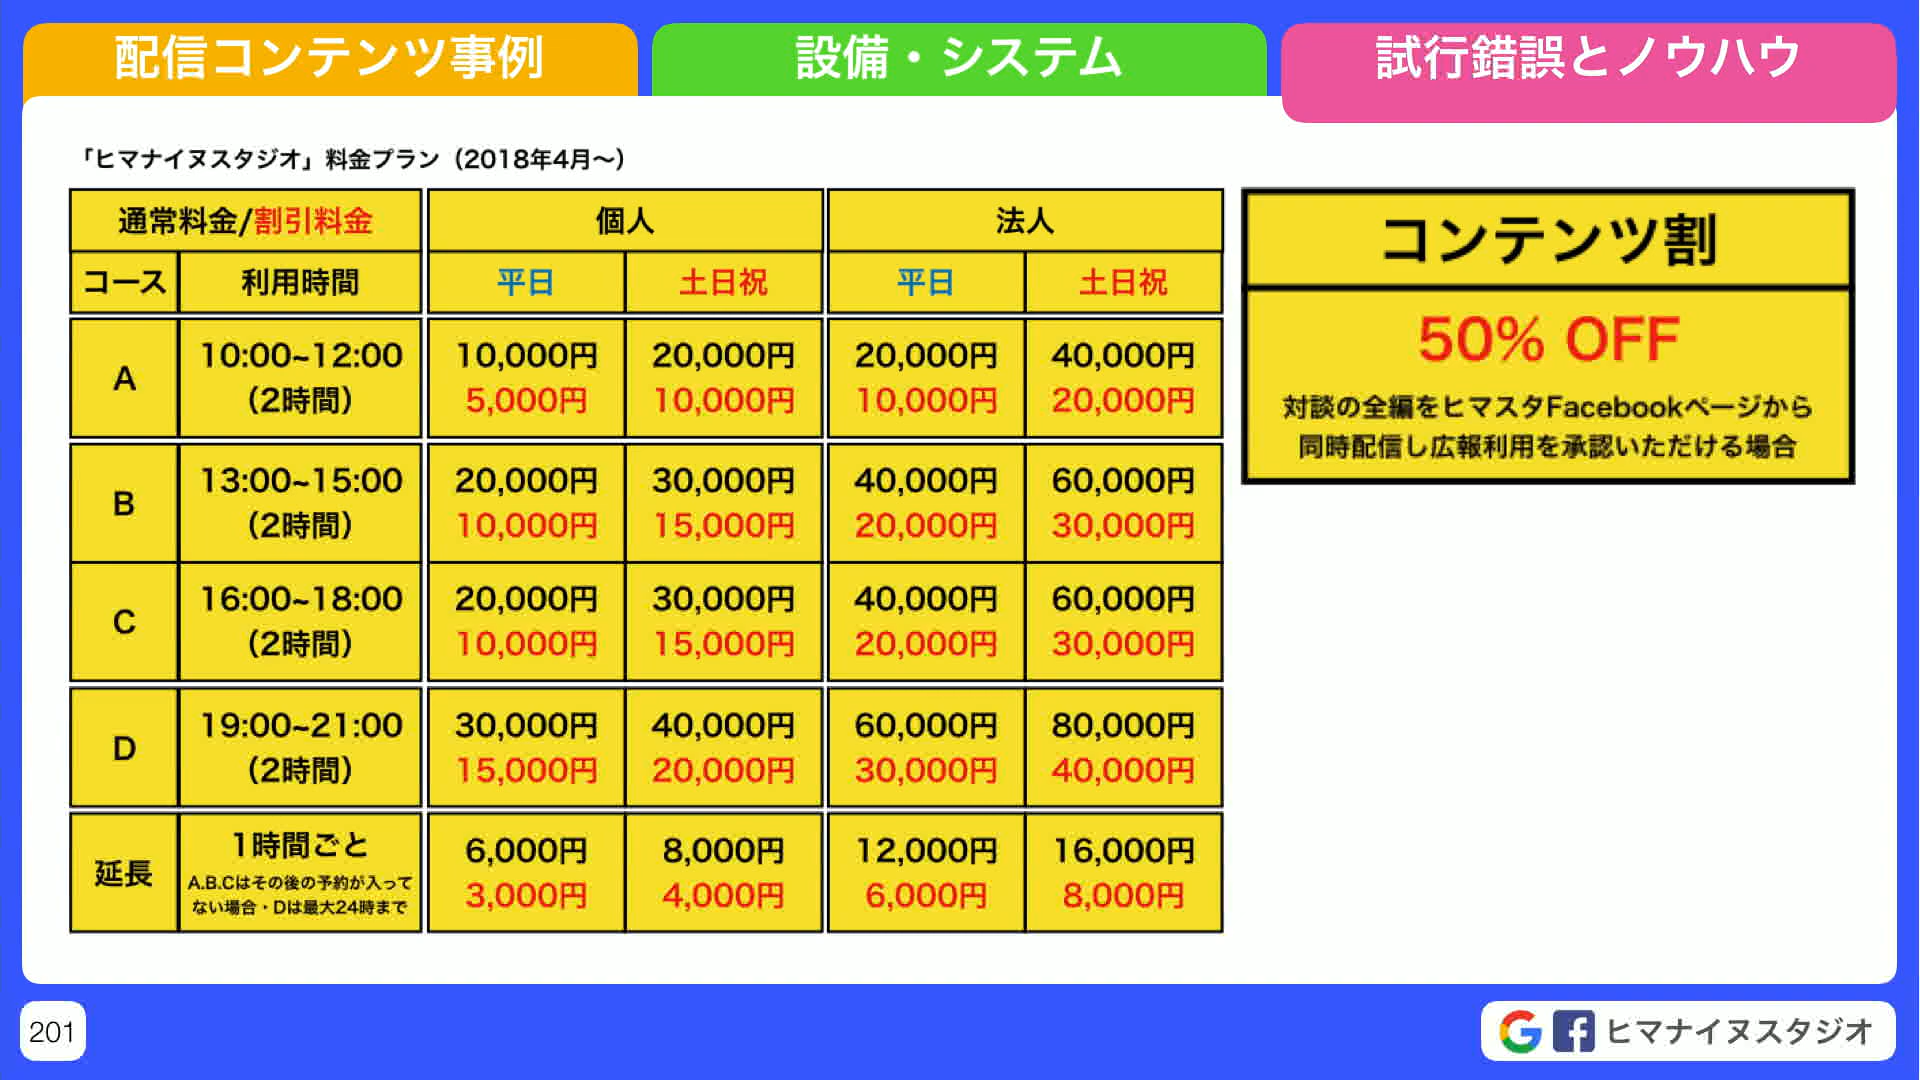 配信コンテンツ事例
設備・システム
試行錯誤とノウハウ
「ヒマナイヌスタジオ」料金プラン（2018年4月〜）
通常料金/割引料金 個人 法人
コース 利用時間 平日 土日祝 平日 土日祝
A 10:00~12:00 10,000円 20,000円 20,000円 40,000円
（2時間） 5,000円 10,000円 10,000円 20,000円
B 13:00~15:00 20,000円 30,000円 40,000円 60,000円
（2時間） 10,000円 15,000円 20,000円 30,000円
C 16:00~18:00 20,000円 30,000円 40,000円 60,000円
（2時間） 10,000円 15,000円 20,000円 30,000円
D 19:00~21:00 30,000円 40,000円 60,000円 80,000円
（2時間） 15,000円 20,000円 30,000円 40,000円
延長 1時間ごと 6,000円 8,000円 12,000円 16,000円
A.B.Cはその後の予約が入って
ない場合・Dは最大24時まで 3,000円 4,000円 6,000円 8,000円
コンテンツ割
50% OFF
対談の全編をヒマスタFacebookページから
同時配信し広報利用を承認いただける場合
201
G f ヒマナイヌスタジオ